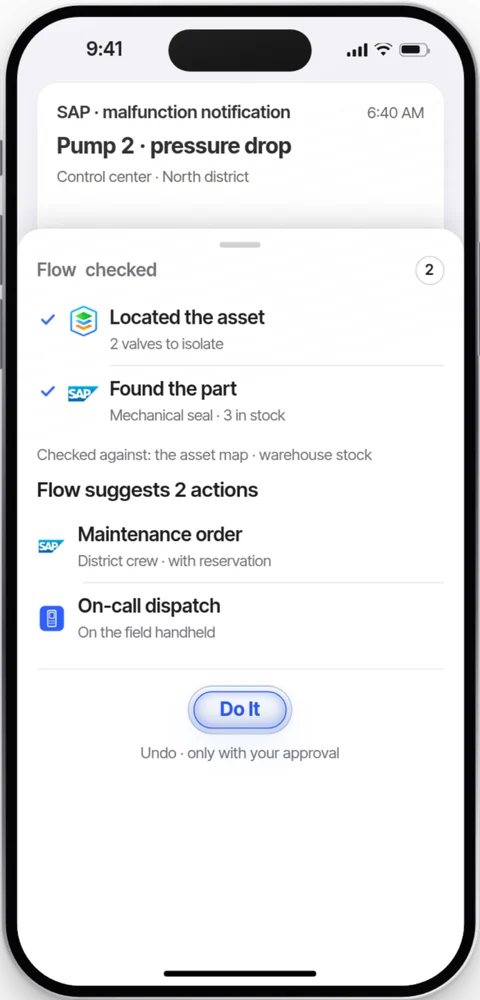 9:41
SAP · malfunction notification 6:40 AM
Pump 2 · pressure drop
Control center · North district
Flow checked 2
Located the asset
2 valves to isolate
SAP Found the part
Mechanical seal · 3 in stock
Checked against: the asset map · warehouse stock
Flow suggests 2 actions
SAP Maintenance order
District crew · with reservation
On-call dispatch
On the field handheld
Do It
Undo · only with your approval